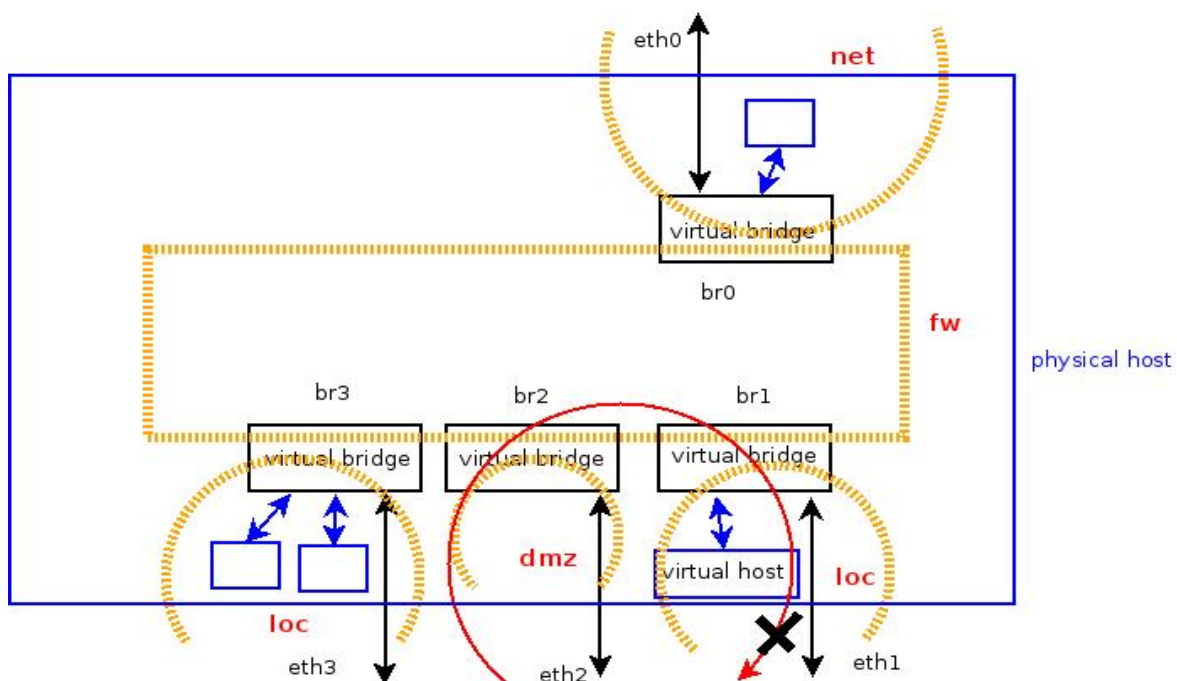 eth0
net
virtual bridge
br0
fw
physical host
br3
br2
br1
virtual bridge
virtual bridge
virtual bridge
dmz
virtual host
loc
loc
eth3
eth2
eth1